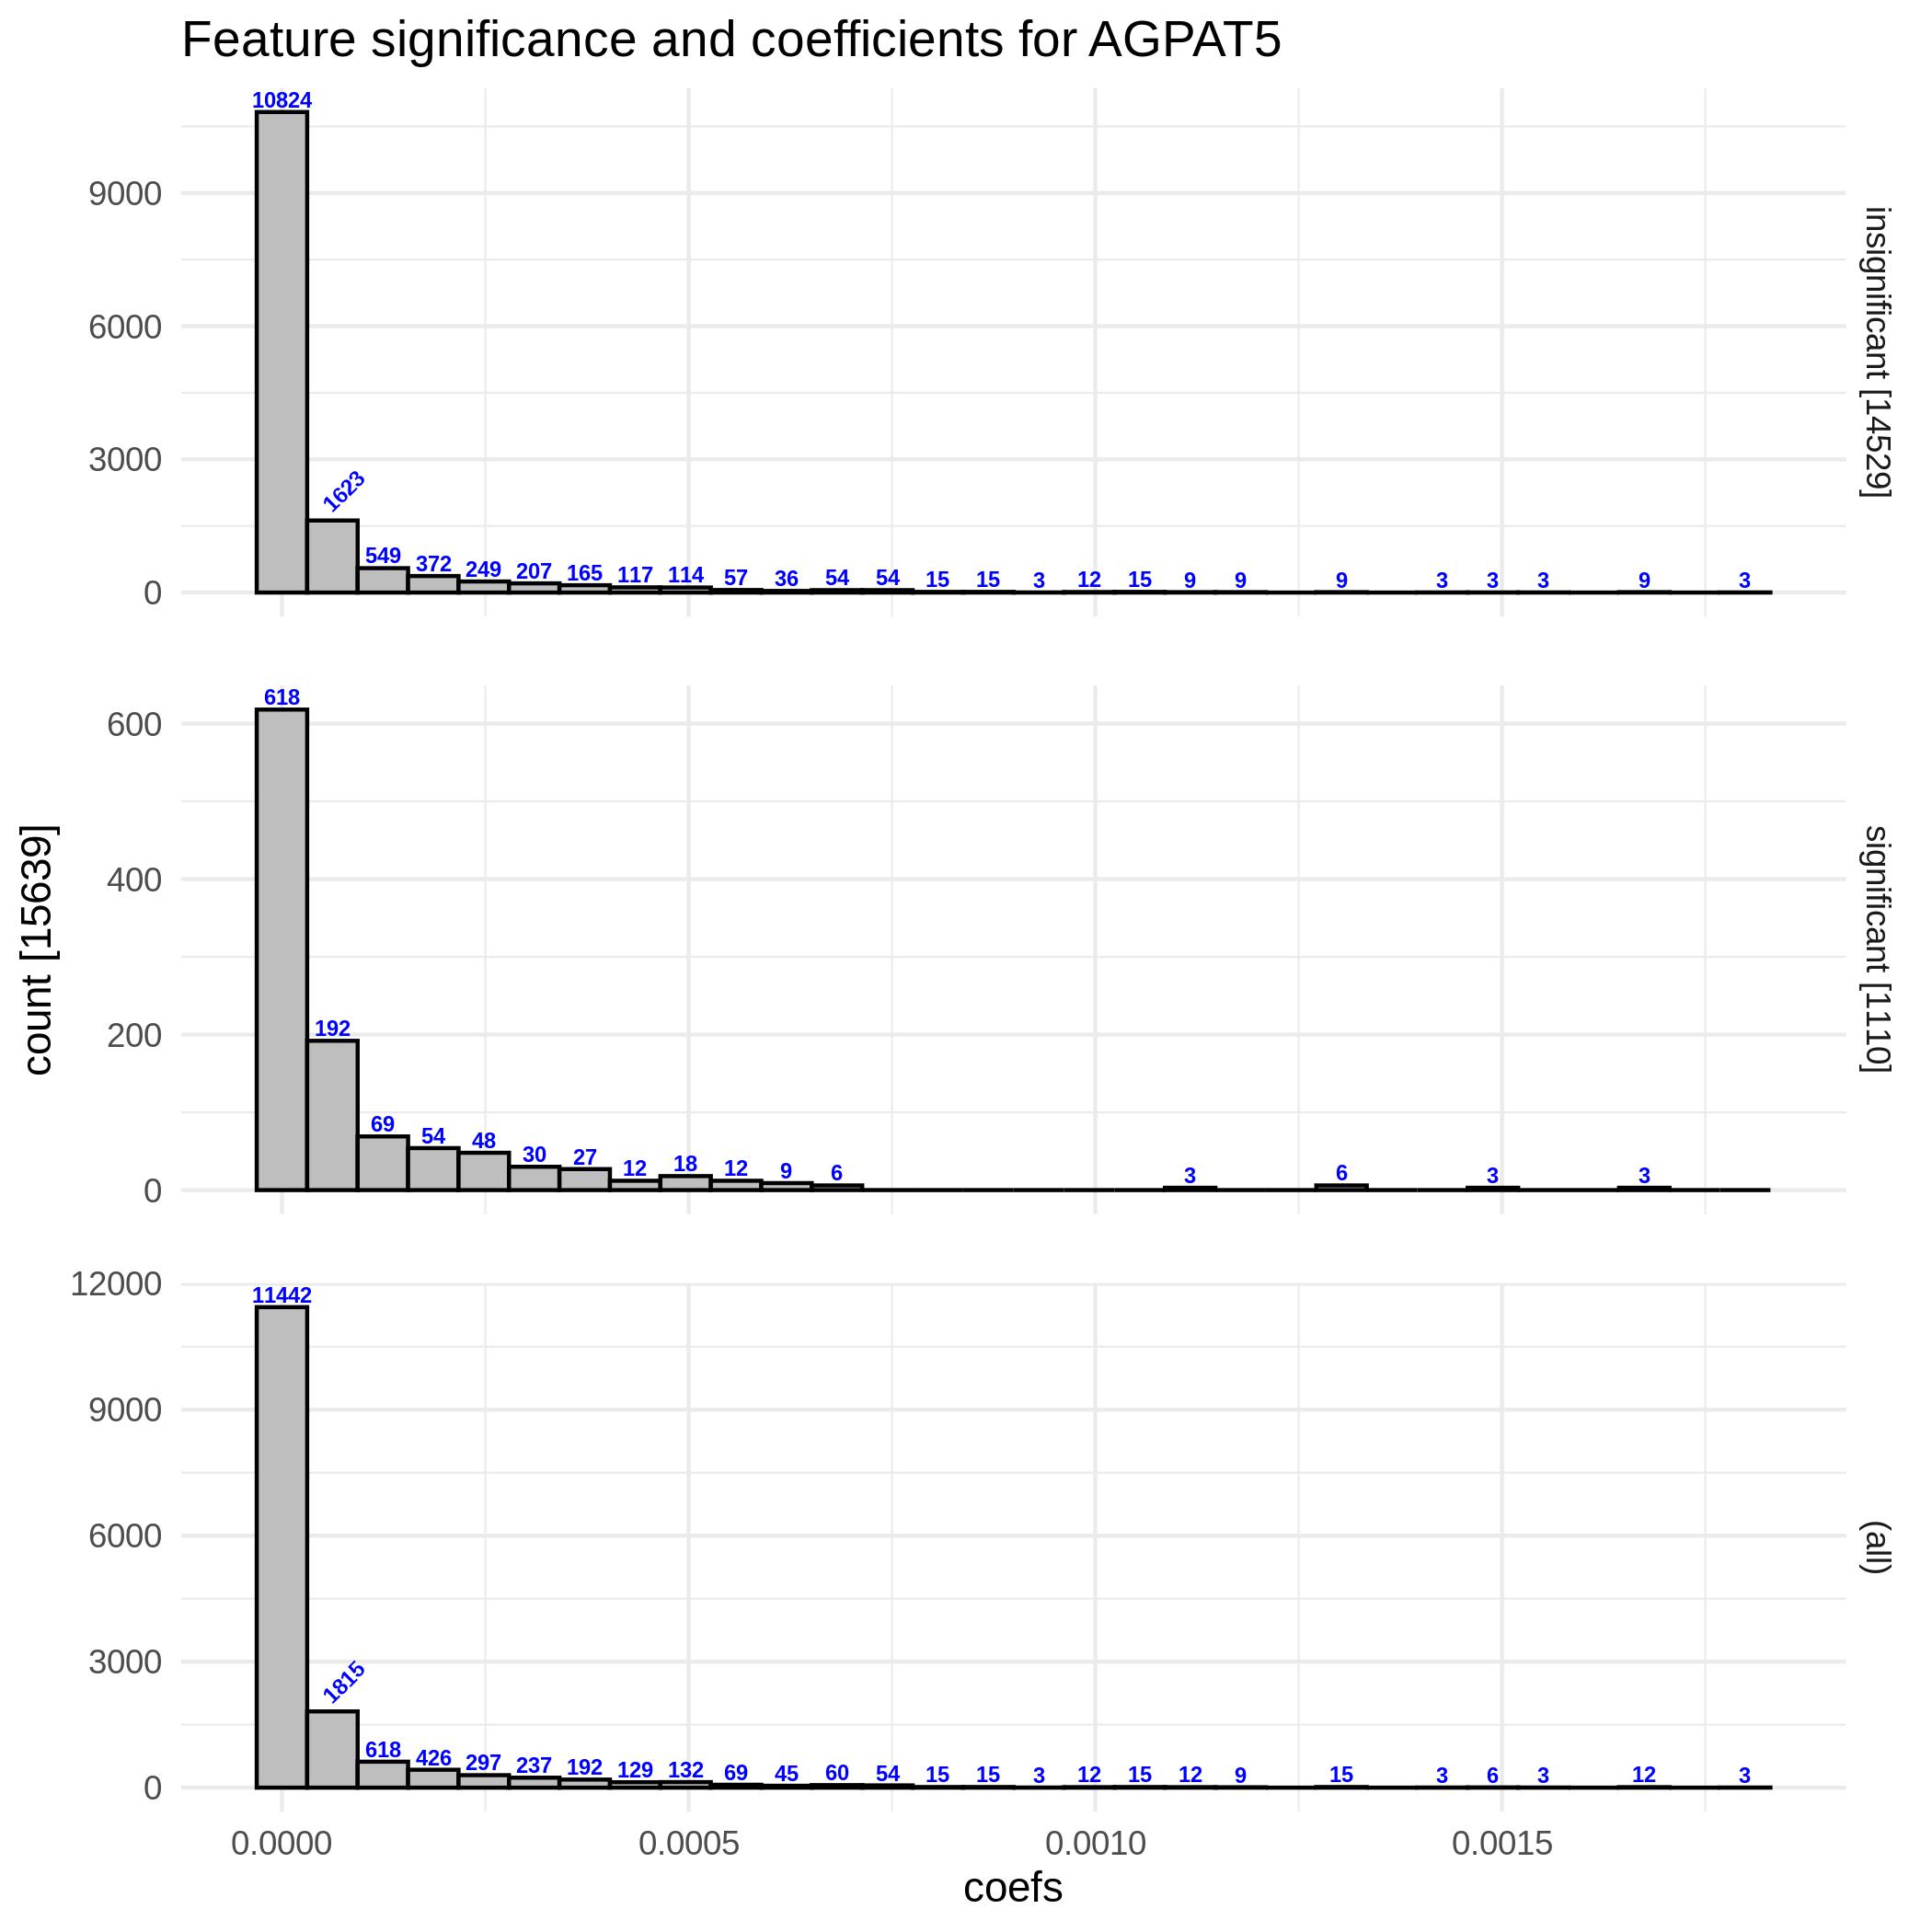 Feature significance and coefficients for AGPAT5
10824
9000
6000
3000
0
1623
549 372 249 207 165 117 114 57 36 54 54 15 15 3 12 15 9 9 9 3 3 3 9 3
insignificant [14529]
618
600
400
200
0
192
69 54 48 30 27 12 18 12 9 6 3 6 3 3
significant [1110]
count [15639]
12000
11442
9000
6000
3000
0
1815
618 426 297 237 192 129 132 69 45 60 54 15 15 3 12 15 12 9 15 3 6 3 12 3
(all)
0.0000 0.0005 0.0010 0.0015
coefs